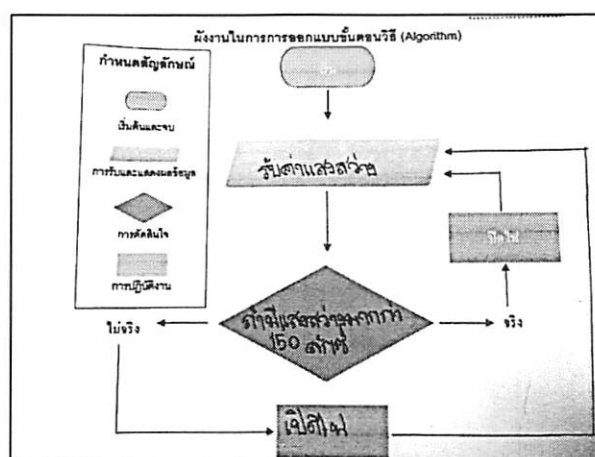 ผังงานในการการออกแบบขั้นตอนวิธี (Algorithm)
กำหนดสัญลักษณ์
เริ่มต้นและจบ
การรับและแสดงผลข้อมูล
การตัดสินใจ
การปฏิบัติงาน
รับค่าแสงสว่าง
ปิดไฟ
ถ้ามีแสงสว่างมากกว่า
150 ลักซ์
ไม่จริง
จริง
เปิดไฟ